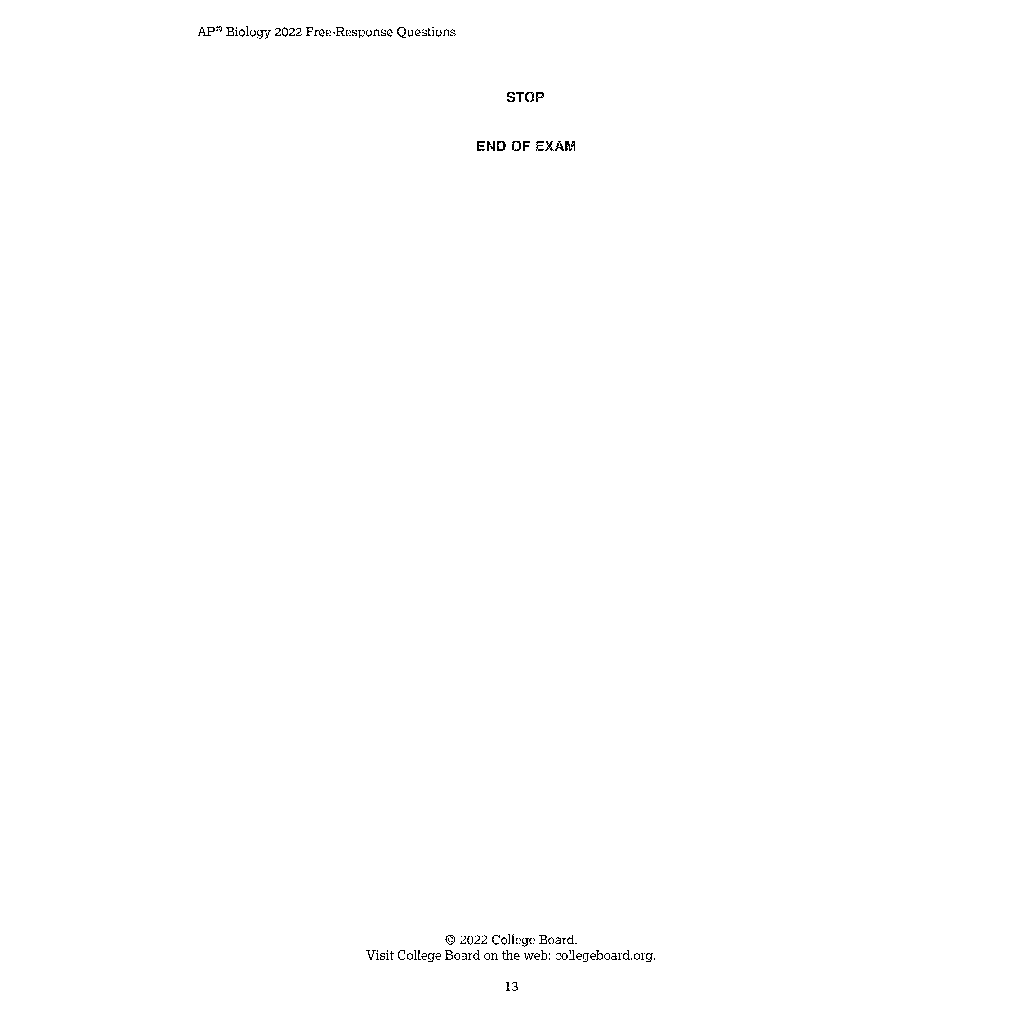 AP® Biology 2022 Free-Response Questions
STOP
END OF EXAM
© 2022 College Board.
Visit College Board on the web: collegeboard.org.
13